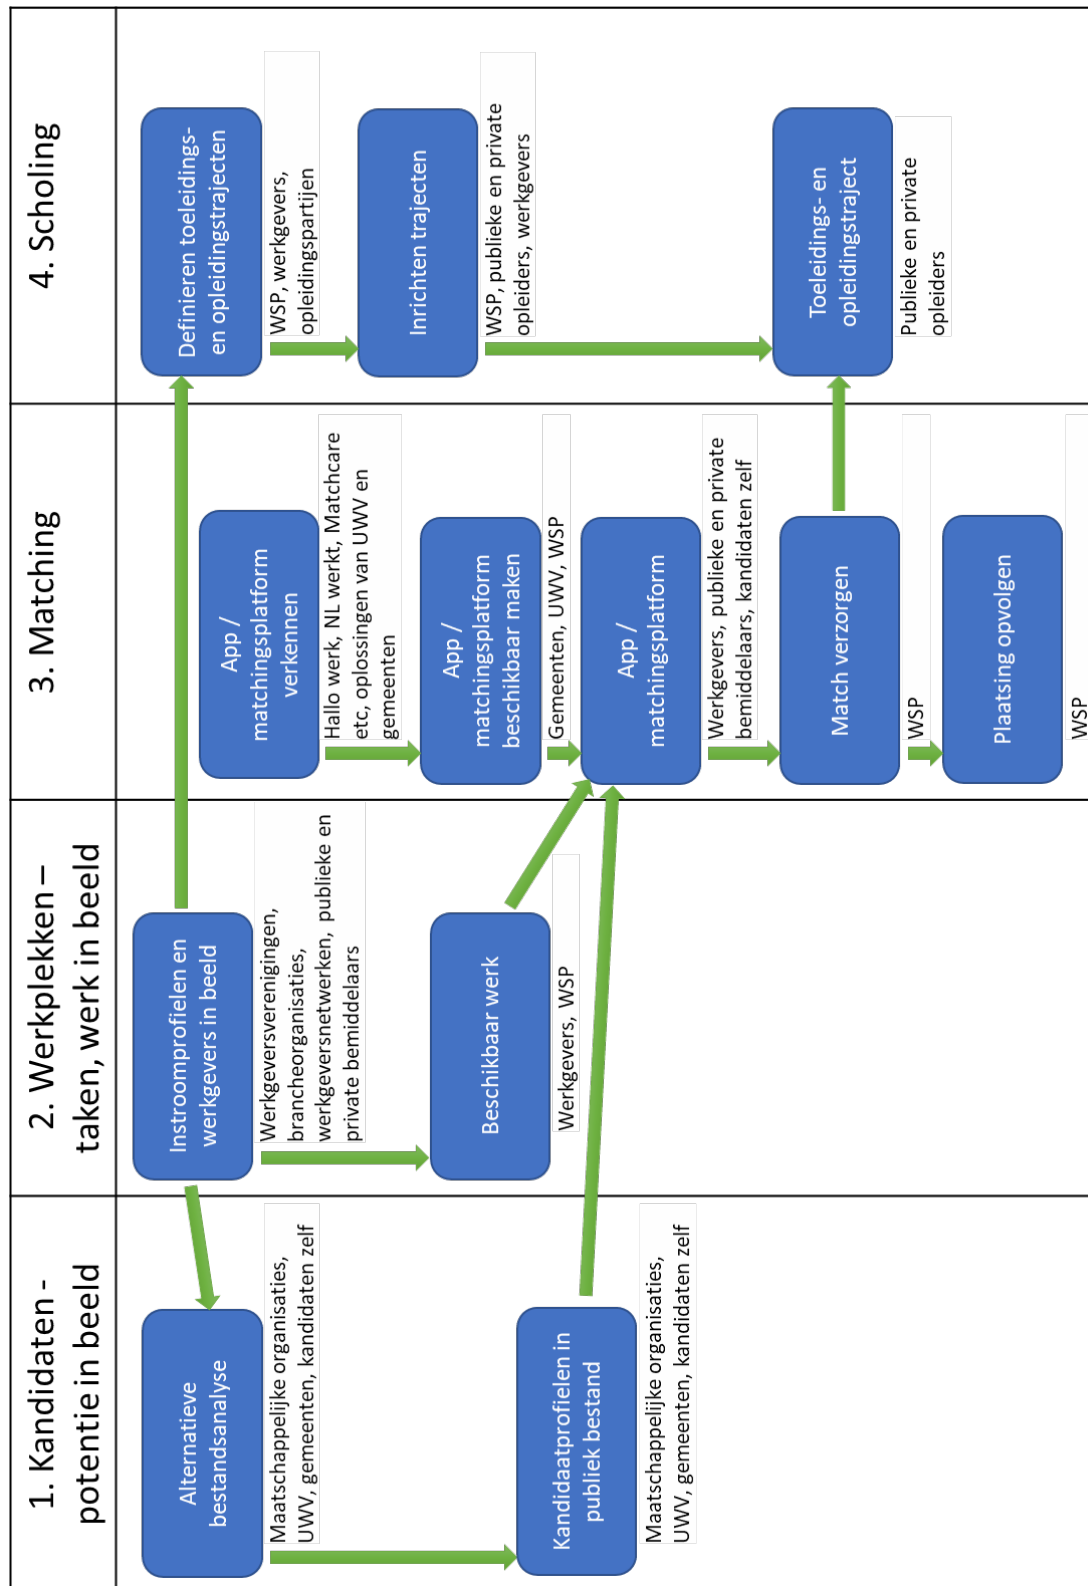 1. Kandidaten -
potentie in beeld
Alternatieve
bestandsanalyse
Maatschappelijke organisaties,
UWV, gemeenten, kandidaten zelf
Kandidaatprofielen in
publiek bestand
Maatschappelijke organisaties,
UWV, gemeenten, kandidaten zelf
2. Werkplekken –
taken, werk in beeld
Instroomprofielen en
werkgevers in beeld
Werkgeversverenigingen,
brancheorganisaties,
werkgeversnetwerken, publieke en
private bemiddelaars
Beschikbaar werk
Werkgevers, WSP
3. Matching
App /
matchingsplatform
verkennen
Hallo werk, NL werkt, Matchcare
etc, oplossingen van UWV en
gemeenten
App /
matchingsplatform
beschikbaar maken
Gemeenten, UWV, WSP
App /
matchingsplatform
Werkgevers, publieke en private
bemiddelaars, kandidaten zelf
Match verzorgen
WSP
Plaatsing opvolgen
WSP
4. Scholing
Definieren toeleidings-
en opleidingstrajecten
WSP, werkgevers,
opleidingspartijen
Inrichten trajecten
WSP, publieke en private
opleiders, werkgevers
Toeleidings- en
opleidingstraject
Publieke en private
opleiders